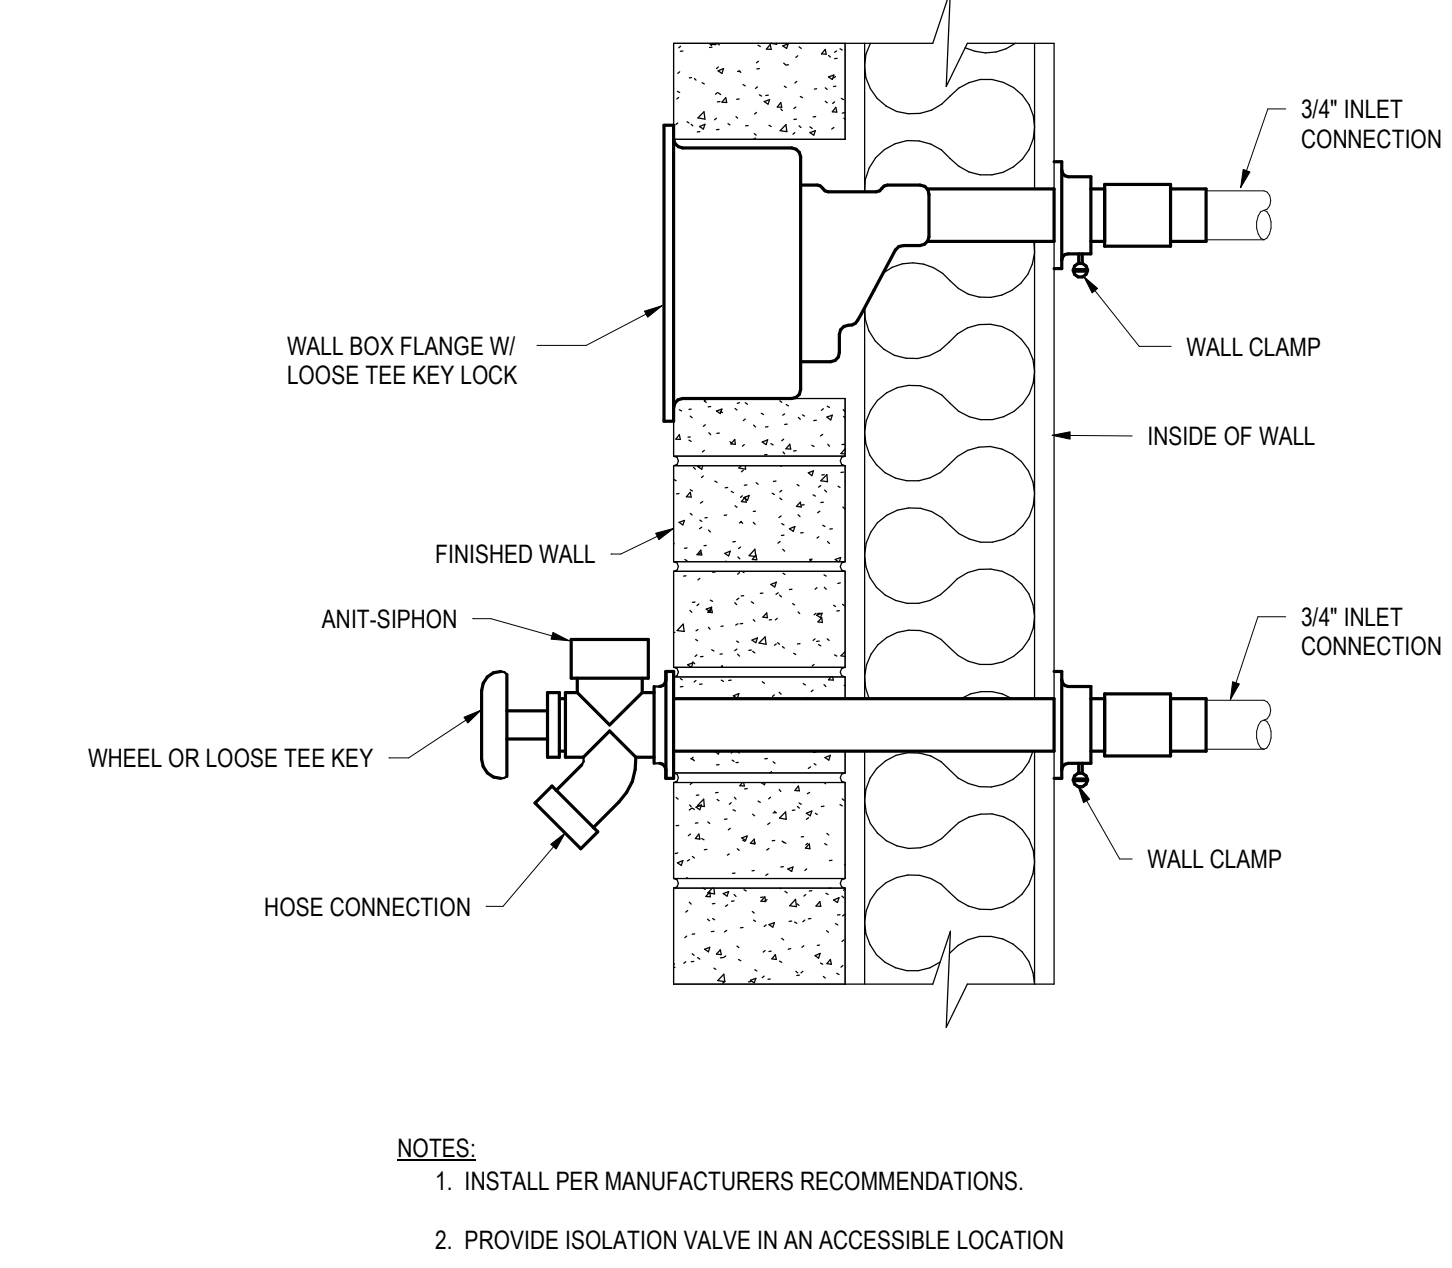 3/4" INLET
CONNECTION
WALL BOX FLANGE W/
LOOSE TEE KEY LOCK
WALL CLAMP
INSIDE OF WALL
FINISHED WALL
ANIT-SIPHON
3/4" INLET
CONNECTION
WHEEL OR LOOSE TEE KEY
WALL CLAMP
HOSE CONNECTION
NOTES:
1. INSTALL PER MANUFACTURERS RECOMMENDATIONS.
2. PROVIDE ISOLATION VALVE IN AN ACCESSIBLE LOCATION